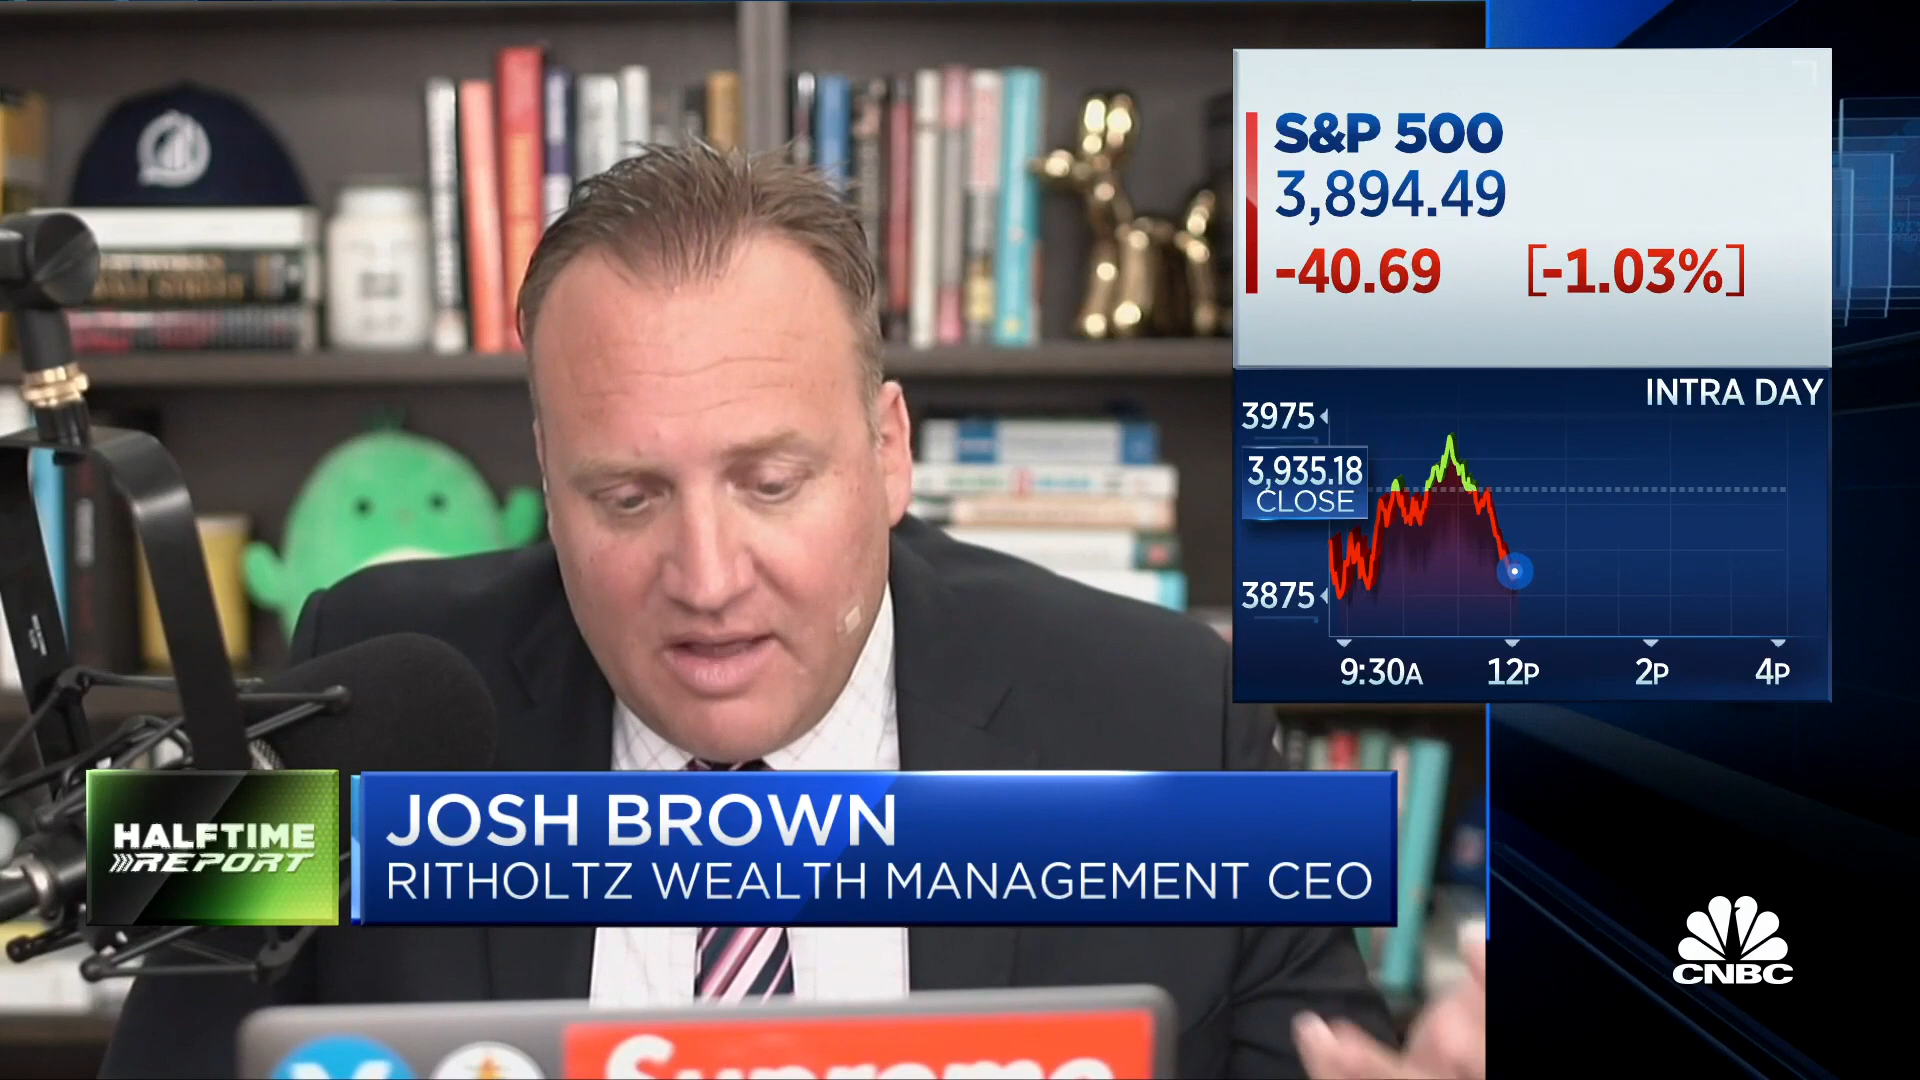 S&P 500
3,894.49
-40.69 [-1.03%]
INTRA DAY
3975
3,935.18
CLOSE
3875
9:30A 12P 2P 4P
HALFTIME
REPORT
JOSH BROWN
RITHOLTZ WEALTH MANAGEMENT CEO
CNBC
Supreme